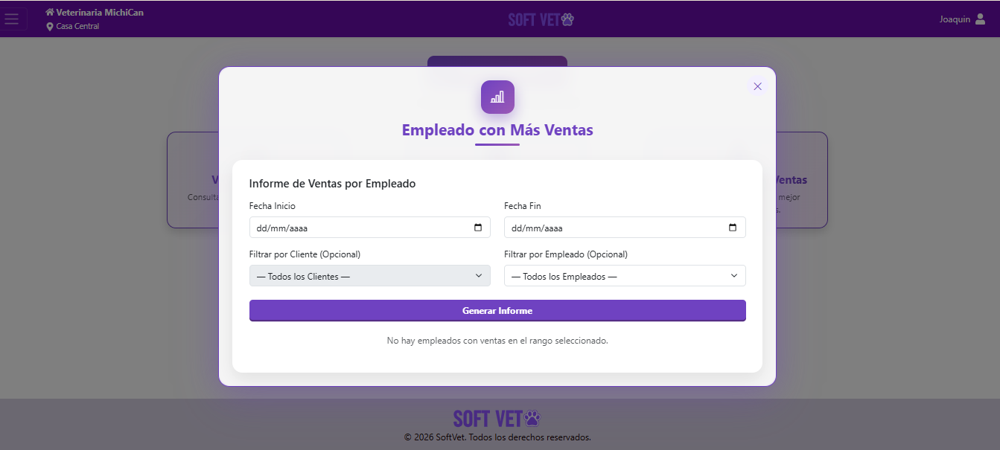 Veterinaria MichiCan
Casa Central
SOFT VET
Joaquin
Empleado con Más Ventas
Informe de Ventas por Empleado
Fecha Inicio
Fecha Fin
dd/mm/aaaa
dd/mm/aaaa
Filtrar por Cliente (Opcional)
Filtrar por Empleado (Opcional)
— Todos los Clientes —
— Todos los Empleados —
Generar Informe
No hay empleados con ventas en el rango seleccionado.
Ventas
mejor
SOFT VET
© 2026 SoftVet. Todos los derechos reservados.